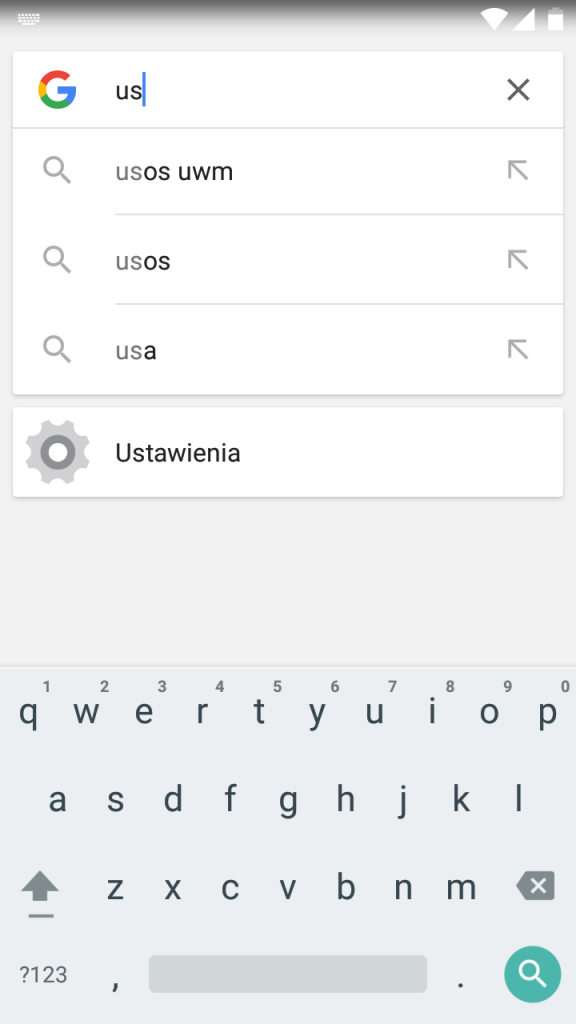 us
usos uwm
usos
usa
Ustawienia
1 2 3 4 5 6 7 8 9 0
q w e r t y u i o p
a s d f g h j k l
z x c v b n m
?123 , .